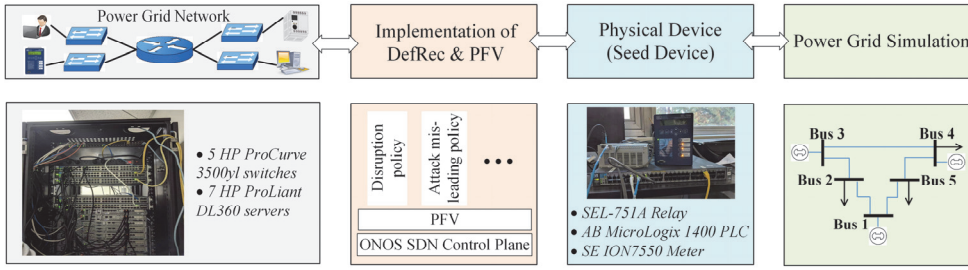 Power Grid Network
Implementation of
DefRec & PFV
Physical Device
(Seed Device)
Power Grid Simulation
• 5 HP ProCurve
3500yl switches
• 7 HP ProLiant
DL360 servers
Disruption
policy
Attack mis-
leading policy
•••
PFV
ONOS SDN Control Plane
• SEL-751A Relay
• AB MicroLogix 1400 PLC
• SE ION7550 Meter
Bus 3
Bus 4
Bus 2
Bus 5
Bus 1